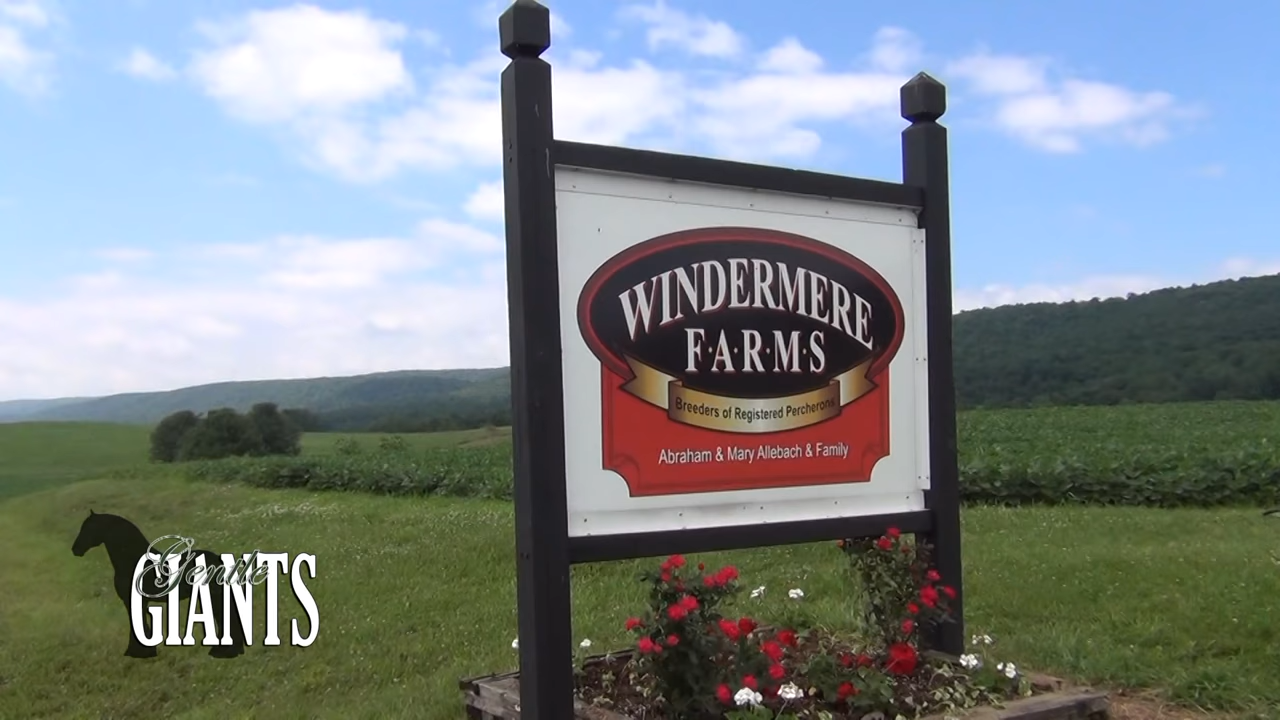 WINDERMERE
F·A·R·M·S
Breeders of Registered Percherons
Abraham & Mary Allebach & Family
Gentle
GIANTS